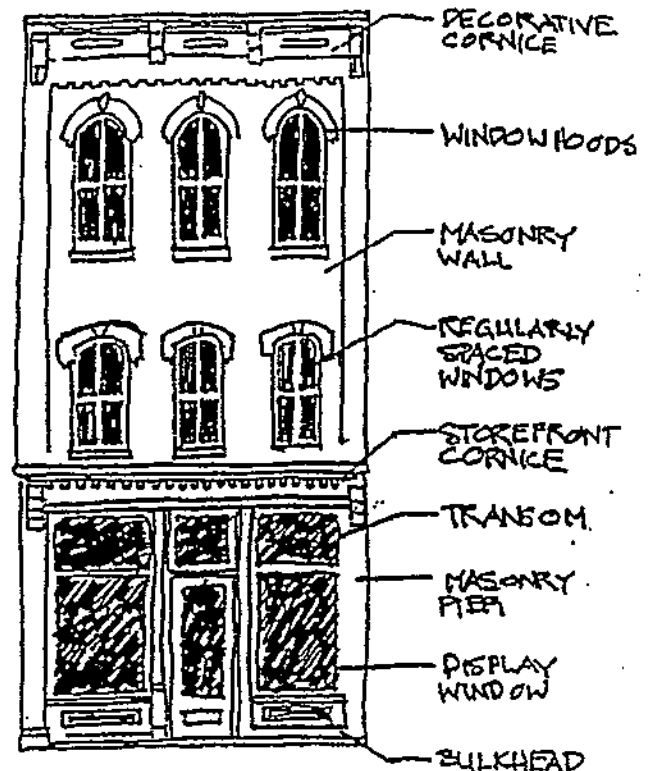 DECORATIVE
CORNICE
WINDOW HOODS
MASONRY
WALL
REGULARLY
SPACED
WINDOWS
STOREFRONT
CORNICE
TRANSOM
MASONRY
PIER
DISPLAY
WINDOW
BULKHEAD